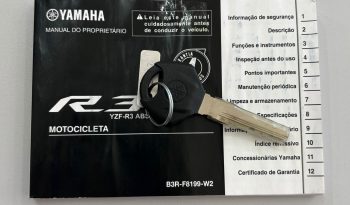 YAMAHA
MANUAL DO PROPRIETÁRIO
Leia este manual
cuidadosamente antes
de conduzir o veículo.
R3
YZF-R3 ABS
MOTOCICLETA
B3R-F8199-W2
Informação de segurança 1
Descrição 2
Funções e instrumentos 3
Inspeção antes do uso 4
Pontos importantes 5
Manutenção periódica 6
Limpeza e armazenamento 7
Especificações 8
9
Índice remissivo 10
Concessionárias Yamaha 11
Certificado de Garantia 12